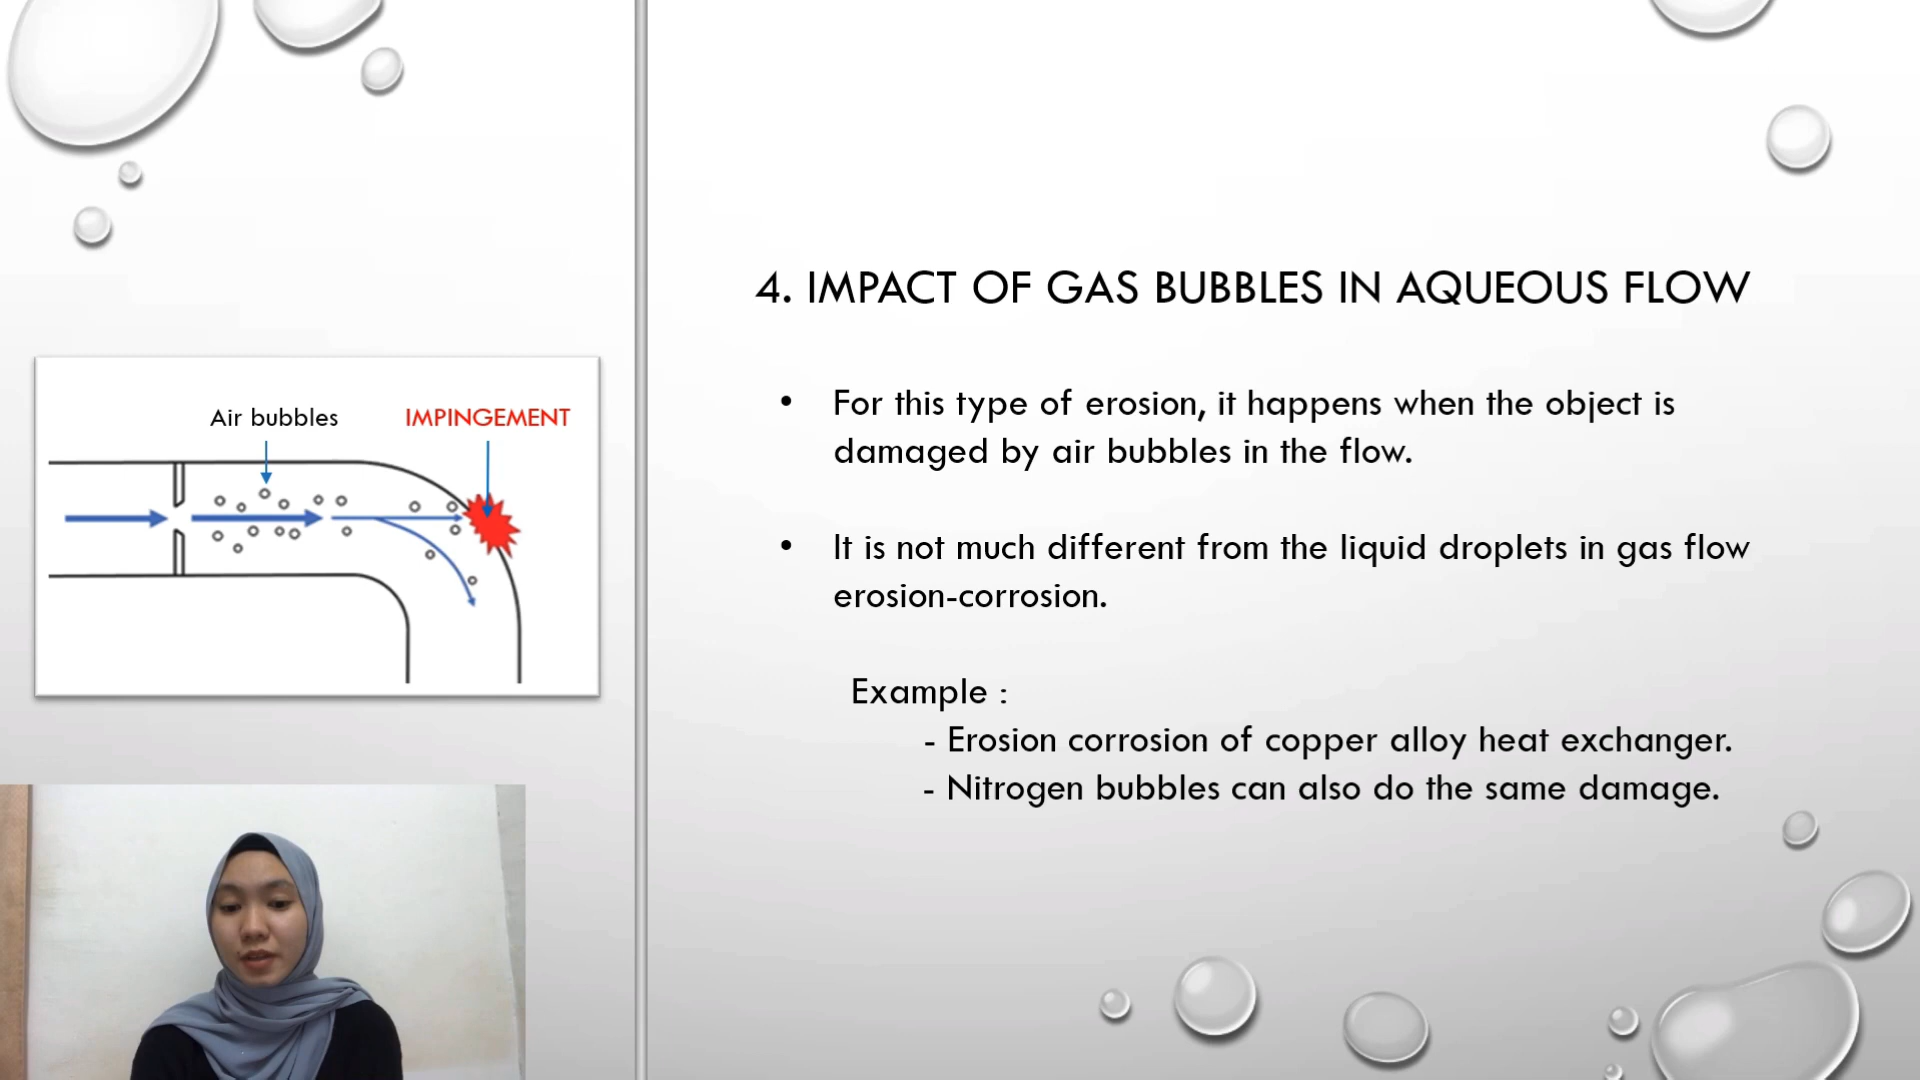 Air bubbles
IMPINGEMENT
4. IMPACT OF GAS BUBBLES IN AQUEOUS FLOW
• For this type of erosion, it happens when the object is
damaged by air bubbles in the flow.
• It is not much different from the liquid droplets in gas flow
erosion-corrosion.
Example :
- Erosion corrosion of copper alloy heat exchanger.
- Nitrogen bubbles can also do the same damage.